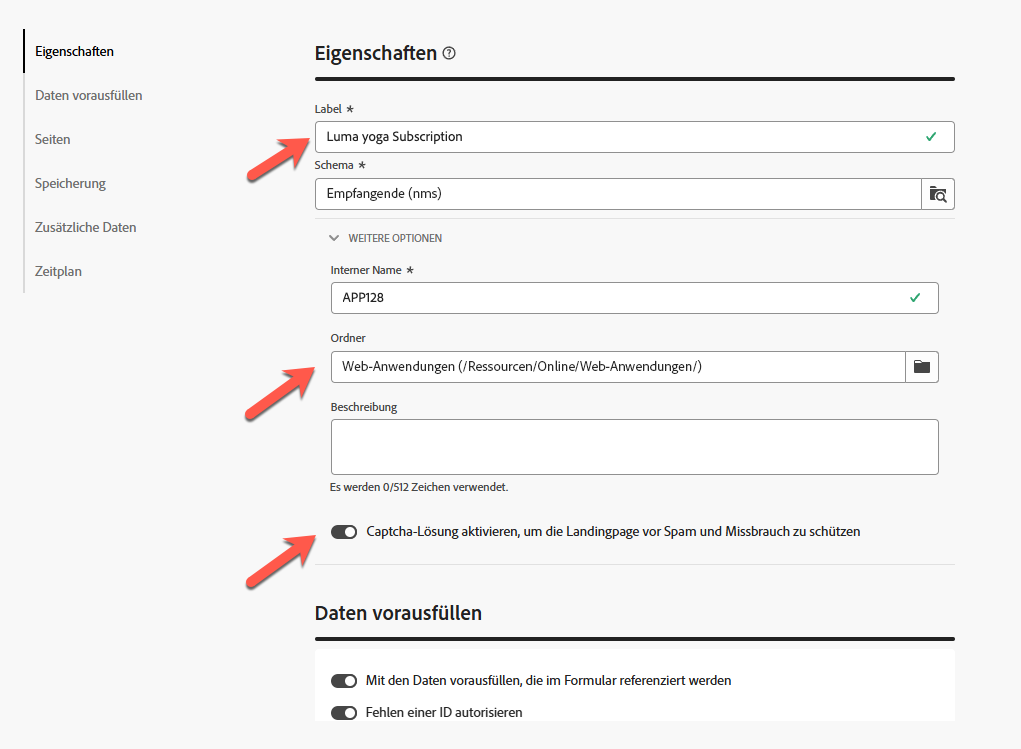 Eigenschaften
Daten vorausfüllen
Seiten
Speicherung
Zusätzliche Daten
Zeitplan
Eigenschaften
Label *
Luma yoga Subscription
Schema *
Empfangende (nms)
WEITERE OPTIONEN
Interner Name *
APP128
Ordner
Web-Anwendungen (/Ressourcen/Online/Web-Anwendungen/)
Beschreibung
Es werden 0/512 Zeichen verwendet.
Captcha-Lösung aktivieren, um die Landingpage vor Spam und Missbrauch zu schützen
Daten vorausfüllen
Mit den Daten vorausfüllen, die im Formular referenziert werden
Fehlen einer ID autorisieren